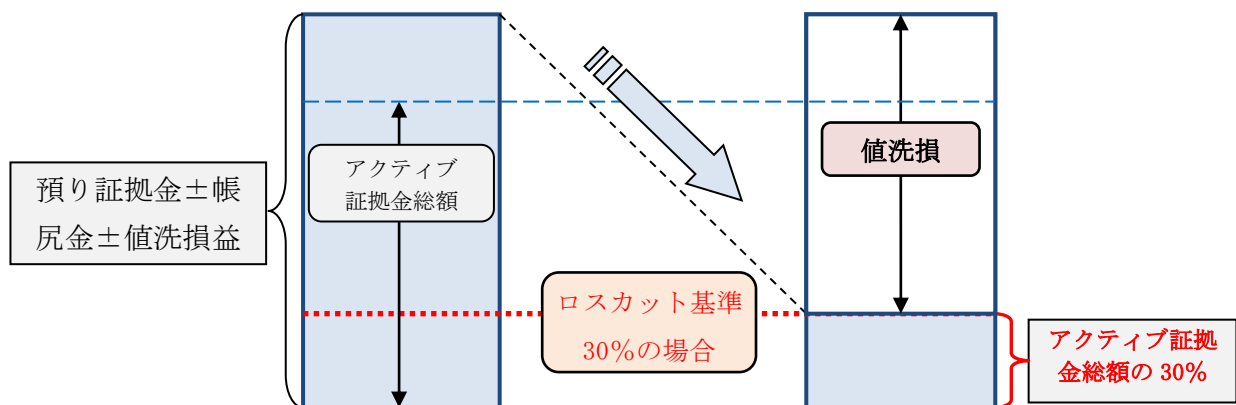 預り証拠金±帳
尻金±値洗損益
アクティブ
証拠金総額
値洗損
ロスカット基準
30％の場合
アクティブ証拠
金総額の 30％